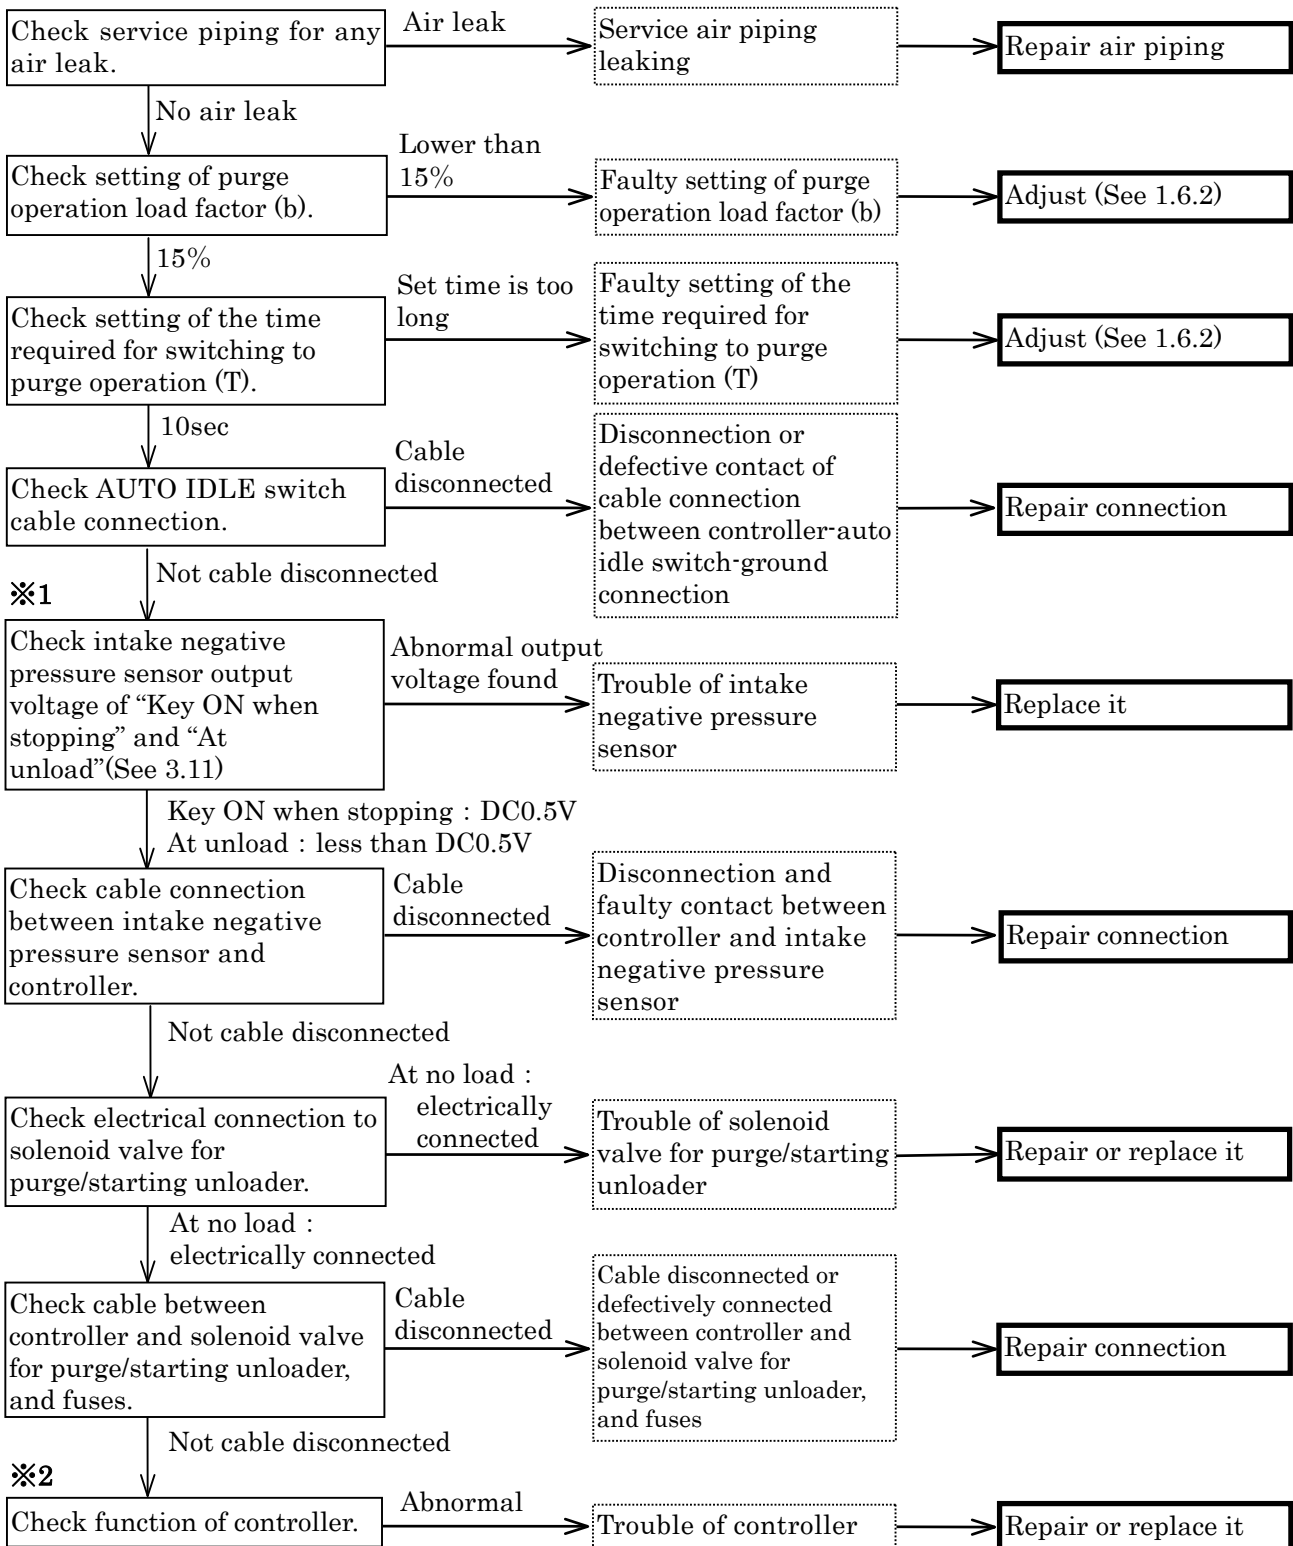 Check service piping for any
air leak.
Air leak
Service air piping
leaking
Repair air piping
No air leak
Check setting of purge
operation load factor (b).
Lower than
15%
Faulty setting of purge
operation load factor (b)
Adjust (See 1.6.2)
15%
Check setting of the time
required for switching to
purge operation (T).
Set time is too
long
Faulty setting of the
time required for
switching to purge
operation (T)
Adjust (See 1.6.2)
10sec
Check AUTO IDLE switch
cable connection.
Cable
disconnected
Disconnection or
defective contact of
cable connection
between controller-auto
idle switch-ground
connection
Repair connection
Not cable disconnected
※1
Check intake negative
pressure sensor output
voltage of “Key ON when
stopping” and “At
unload”(See 3.11)
Abnormal output
voltage found
Trouble of intake
negative pressure
sensor
Replace it
Key ON when stopping : DC0.5V
At unload : less than DC0.5V
Check cable connection
between intake negative
pressure sensor and
controller.
Cable
disconnected
Disconnection and
faulty contact between
controller and intake
negative pressure
sensor
Repair connection
Not cable disconnected
Check electrical connection to
solenoid valve for
purge/starting unloader.
At no load :
electrically
connected
Trouble of solenoid
valve for purge/starting
unloader
Repair or replace it
At no load :
electrically connected
Check cable between
controller and solenoid valve
for purge/starting unloader,
and fuses.
Cable
disconnected
Cable disconnected or
defectively connected
between controller and
solenoid valve for
purge/starting unloader,
and fuses
Repair connection
Not cable disconnected
※2
Check function of controller.
Abnormal
Trouble of controller
Repair or replace it